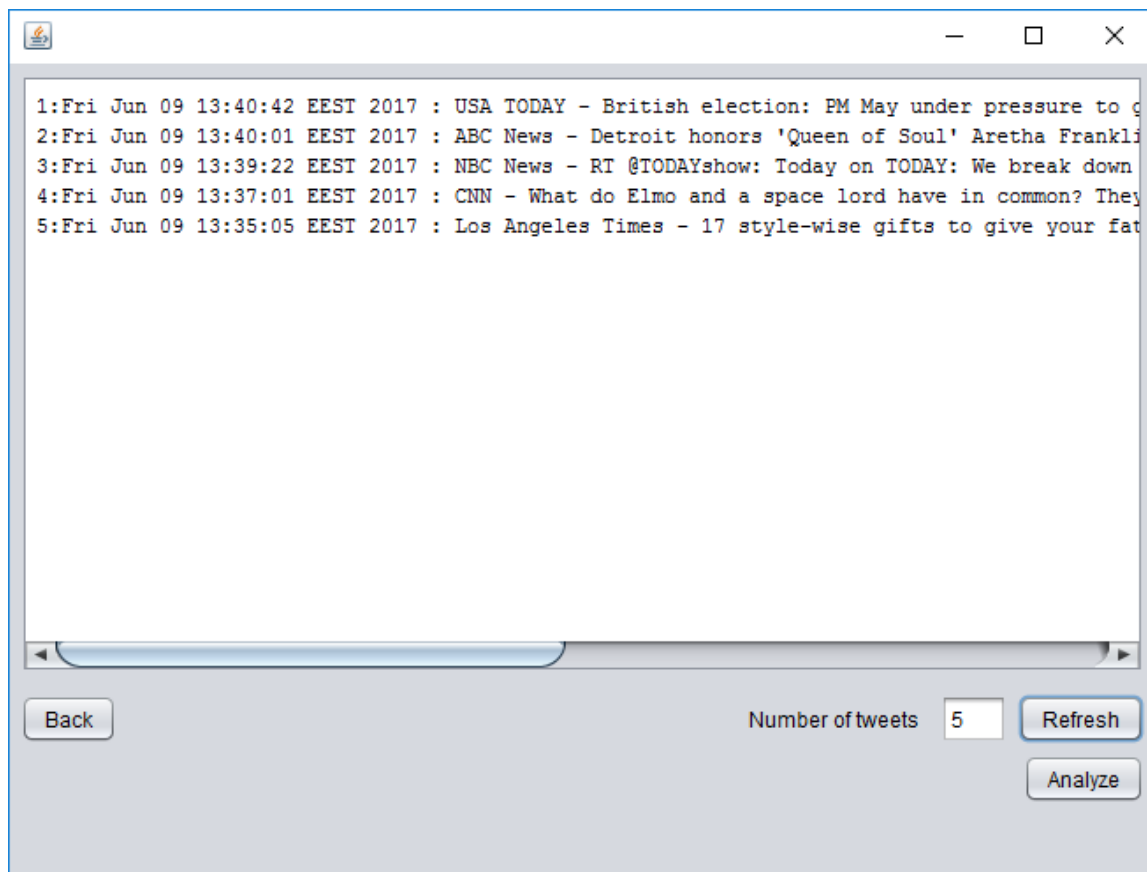 1:Fri Jun 09 13:40:42 EEST 2017 : USA TODAY - British election: PM May under pressure to
2:Fri Jun 09 13:40:01 EEST 2017 : ABC News - Detroit honors 'Queen of Soul' Aretha Frankli
3:Fri Jun 09 13:39:22 EEST 2017 : NBC News - RT @TODAYshow: Today on TODAY: We break down
4:Fri Jun 09 13:37:01 EEST 2017 : CNN - What do Elmo and a space lord have in common? They
5:Fri Jun 09 13:35:05 EEST 2017 : Los Angeles Times - 17 style-wise gifts to give your fat
Back Number of tweets 5 Refresh
Analyze